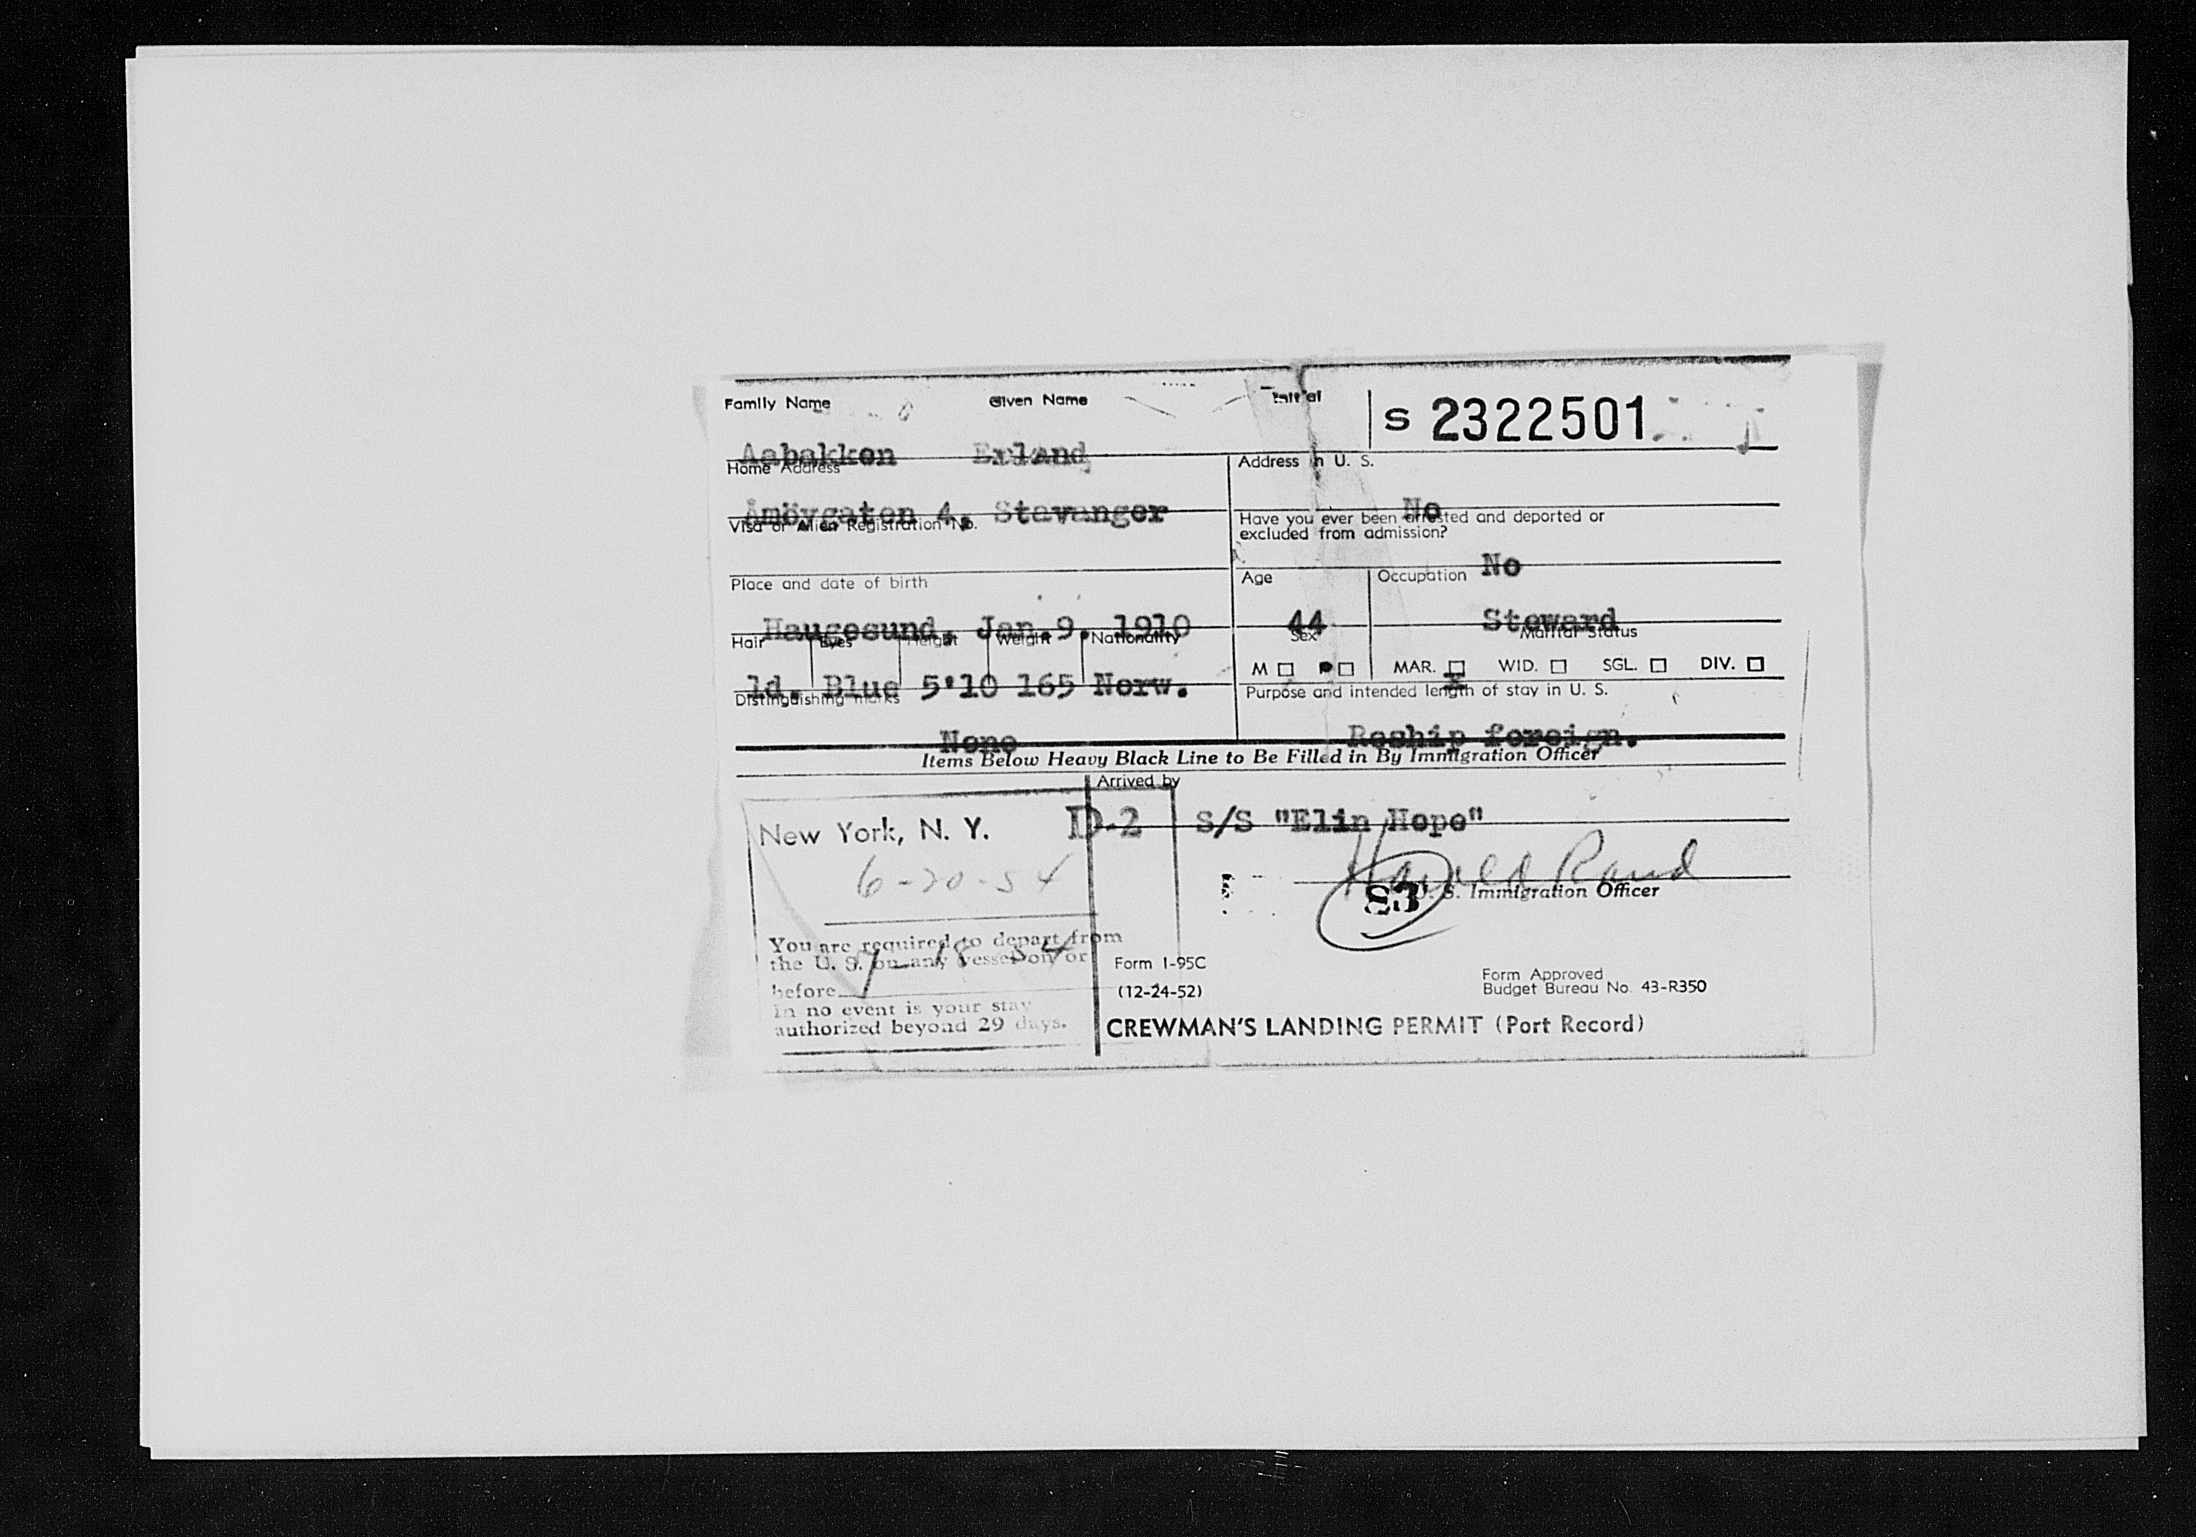 Family Name Given Name Initial
S 2322501
Aabakken Erland
Home Address Address in U. S.
Åmöygaten 4, Stavanger No
Visa or Alien Registration No. Have you ever been arrested and deported or
excluded from admission?
No
Place and date of birth Age Occupation
Haugesund, Jan. 9, 1910 44 Steward
Hair Eyes Height Weight Nationality Sex Marital Status
M ☐ ☐ MAR. ☐ WID. ☐ SGL. ☐ DIV. ☐
x
ld. Blue 5'10 165 Norw.
Distinguishing marks Purpose and intended length of stay in U. S.
None Reship foreign.
Items Below Heavy Black Line to Be Filled in By Immigration Officer
Arrived by
New York, N. Y. D-2 S/S "Elin Hope"
6-20-54
Harold Rand
83 U. S. Immigration Officer
You are required to depart from
the U. S. on any vessel on or
before 7-18-54
in no event is your stay
authorized beyond 29 days.
Form I-95C
(12-24-52)
Form Approved
Budget Bureau No. 43-R350
CREWMAN'S LANDING PERMIT (Port Record)